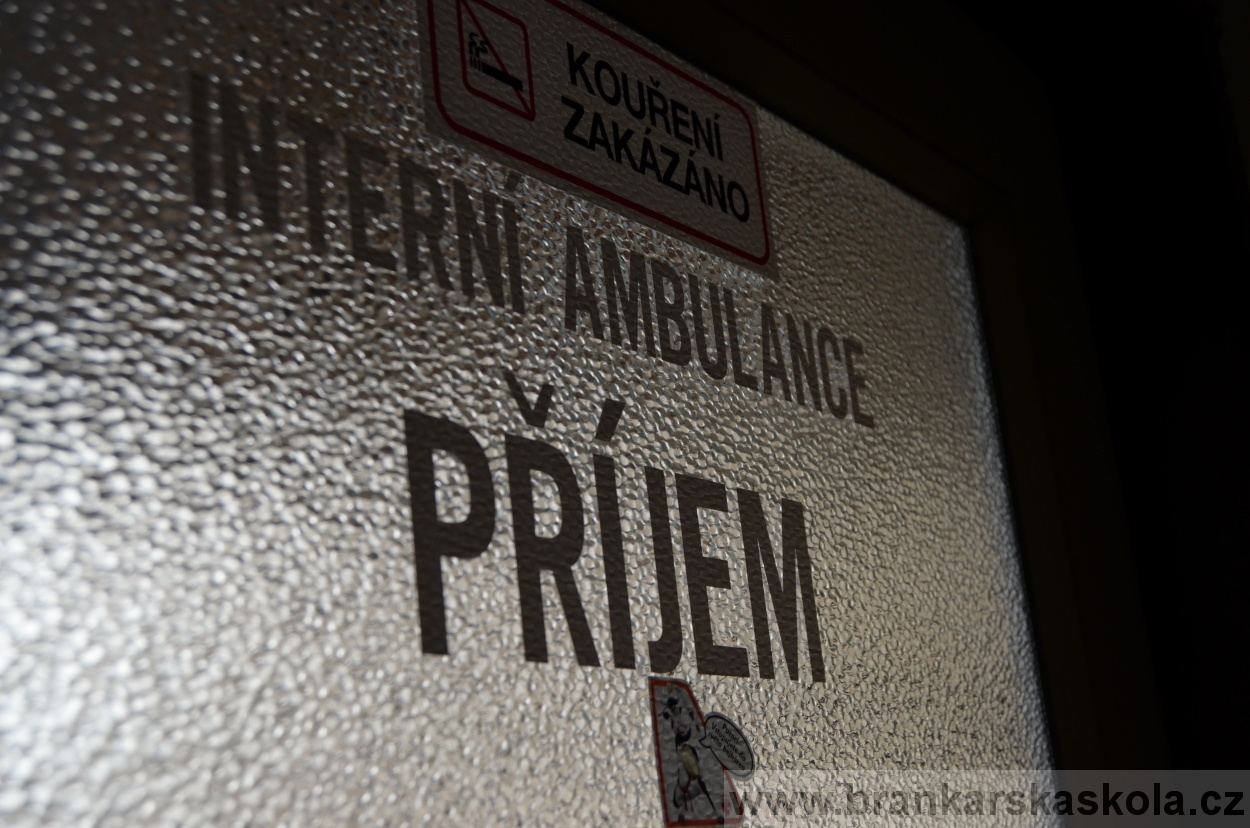 KOUŘENÍ
ZAKÁZÁNO
INTERNÍ AMBULANCE
PŘÍJEM
www.brankarskaskola.cz